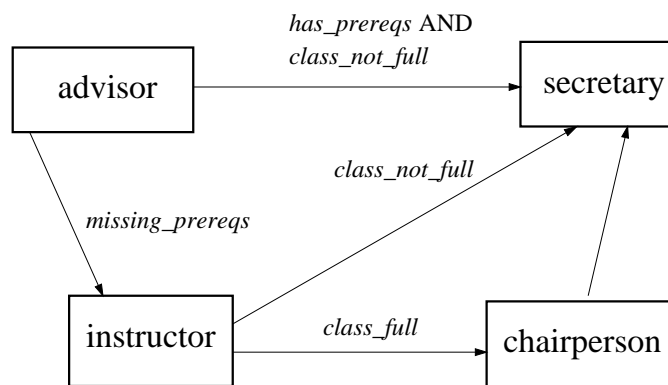 has_prereqs AND
class_not_full
advisor
secretary
class_not_full
missing_prereqs
instructor
class_full
chairperson